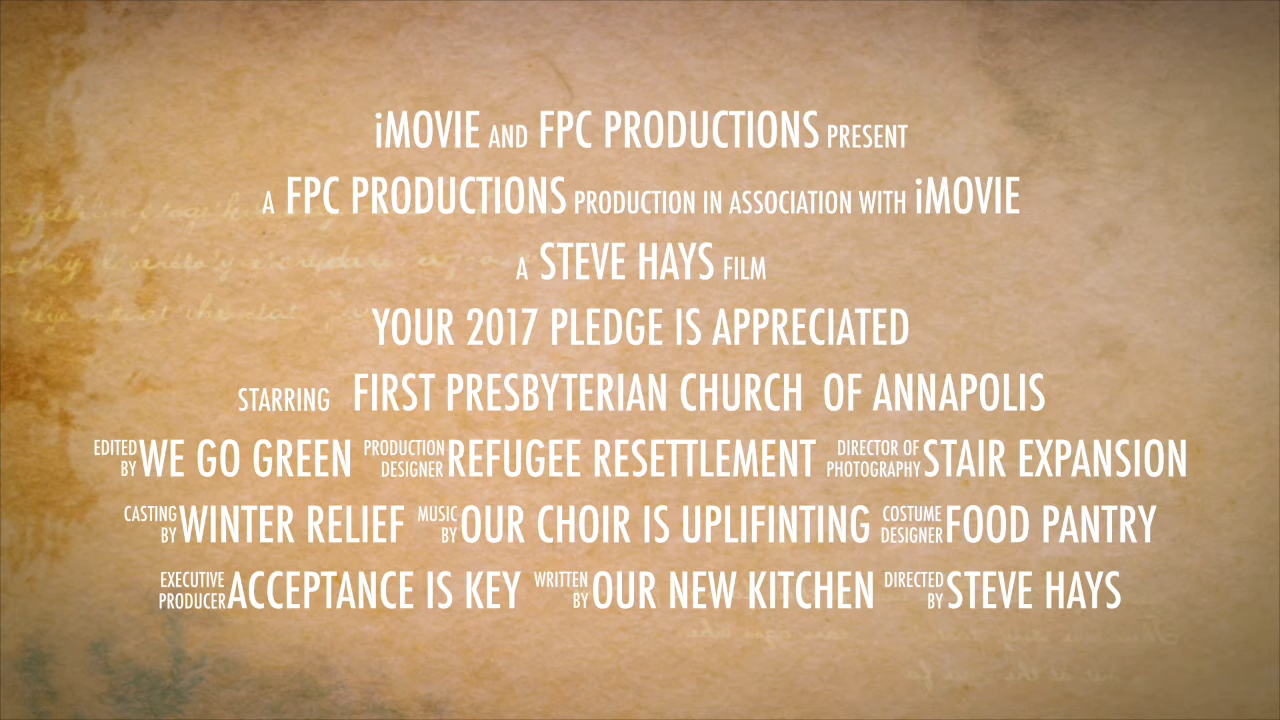 iMOVIE AND FPC PRODUCTIONS PRESENT
A FPC PRODUCTIONS PRODUCTION IN ASSOCIATION WITH iMOVIE
A STEVE HAYS FILM
YOUR 2017 PLEDGE IS APPRECIATED
STARRING FIRST PRESBYTERIAN CHURCH OF ANNAPOLIS
EDITED BY WE GO GREEN PRODUCTION DESIGNER REFUGEE RESETTLEMENT DIRECTOR OF PHOTOGRAPHY STAIR EXPANSION
CASTING BY WINTER RELIEF MUSIC BY OUR CHOIR IS UPLIFINTING COSTUME DESIGNER FOOD PANTRY
EXECUTIVE PRODUCER ACCEPTANCE IS KEY WRITTEN BY OUR NEW KITCHEN DIRECTED BY STEVE HAYS